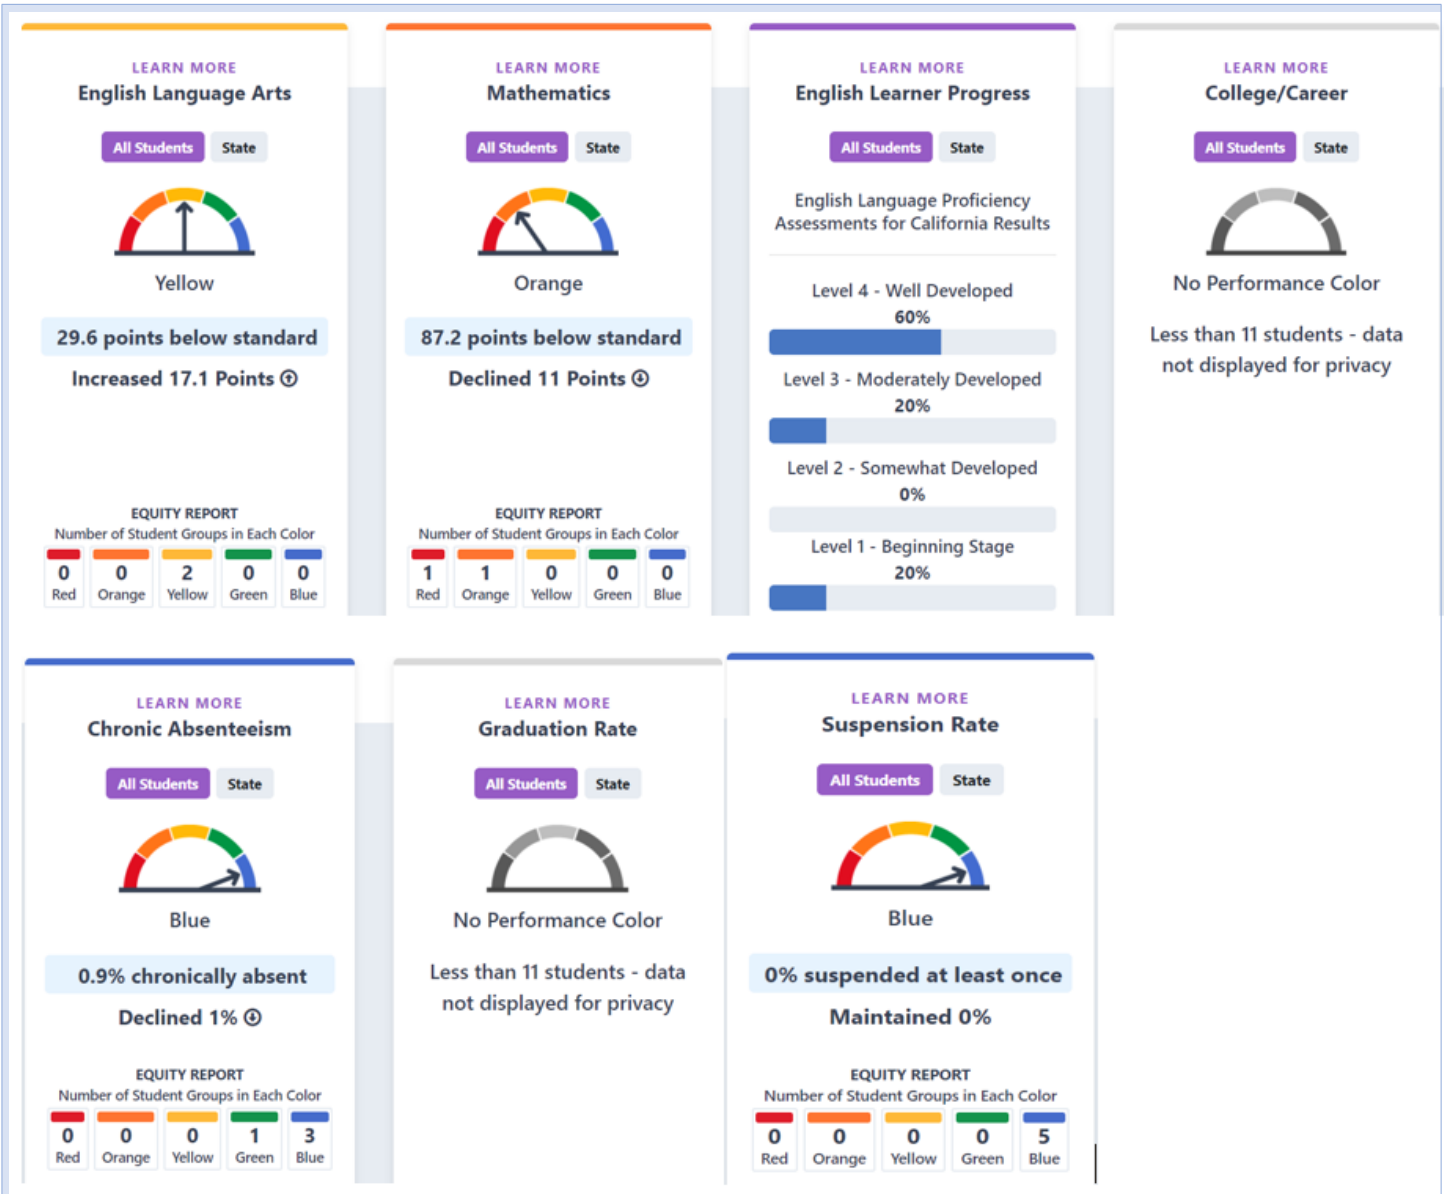 LEARN MORE
English Language Arts
All Students State
Yellow
29.6 points below standard
Increased 17.1 Points
EQUITY REPORT
Number of Student Groups in Each Color
0 0 2 0 0
Red Orange Yellow Green Blue
LEARN MORE
Mathematics
All Students State
Orange
87.2 points below standard
Declined 11 Points
EQUITY REPORT
Number of Student Groups in Each Color
1 1 0 0 0
Red Orange Yellow Green Blue
LEARN MORE
English Learner Progress
All Students State
English Language Proficiency
Assessments for California Results
Level 4 - Well Developed
60%
Level 3 - Moderately Developed
20%
Level 2 - Somewhat Developed
0%
Level 1 - Beginning Stage
20%
LEARN MORE
College/Career
All Students State
No Performance Color
Less than 11 students - data
not displayed for privacy
LEARN MORE
Chronic Absenteeism
All Students State
Blue
0.9% chronically absent
Declined 1%
EQUITY REPORT
Number of Student Groups in Each Color
0 0 0 1 3
Red Orange Yellow Green Blue
LEARN MORE
Graduation Rate
All Students State
No Performance Color
Less than 11 students - data
not displayed for privacy
LEARN MORE
Suspension Rate
All Students State
Blue
0% suspended at least once
Maintained 0%
EQUITY REPORT
Number of Student Groups in Each Color
0 0 0 0 5
Red Orange Yellow Green Blue